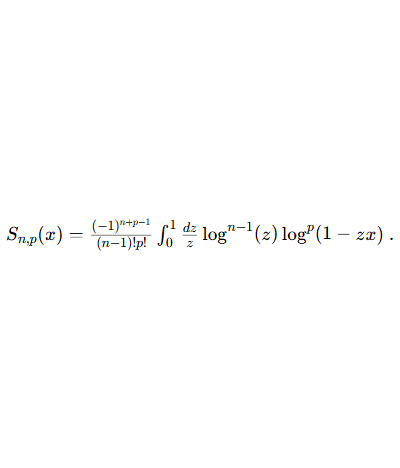 S_{n,p}(x) = \frac{(-1)^{n+p-1}}{(n-1)!p!} \int_0^1 \frac{dz}{z} \log^{n-1}(z) \log^p(1 - zx) .